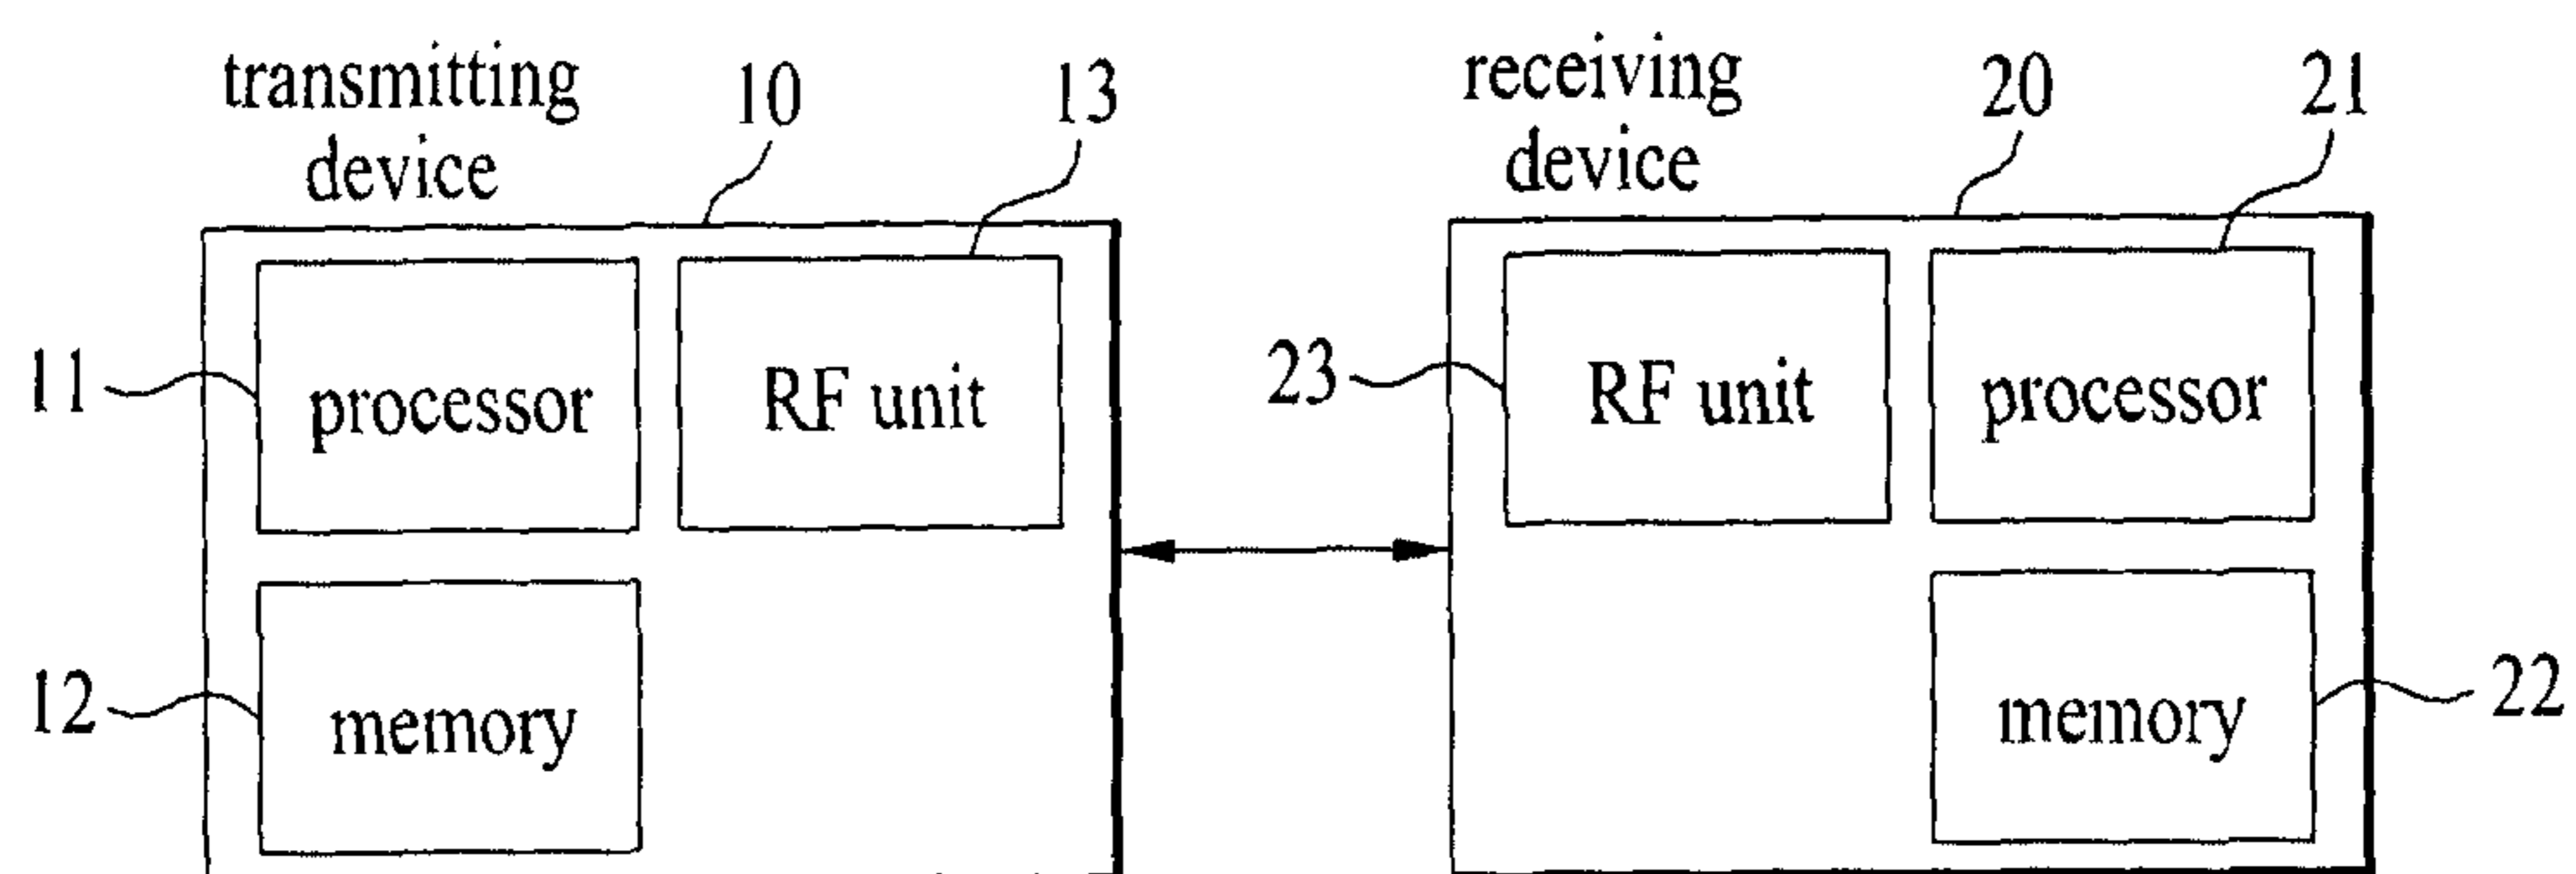 transmitting
device
10
13
receiving
device
20
21
11
processor
RF unit
23
RF unit
processor
12
memory
memory
22